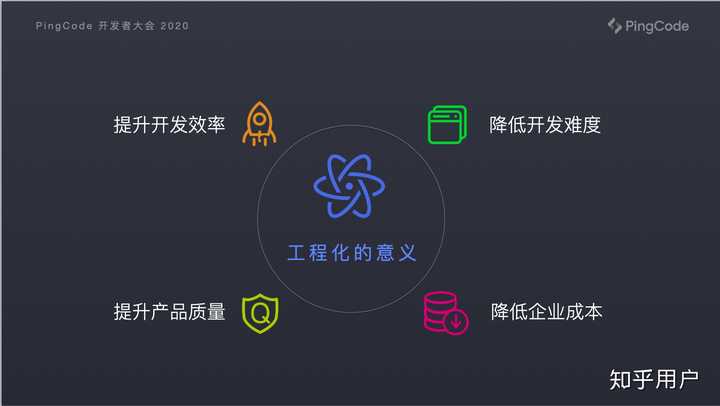 PingCode 开发者大会 2020
PingCode
提升开发效率
降低开发难度
工程化的意义
提升产品质量
Q
降低企业成本
知乎用户